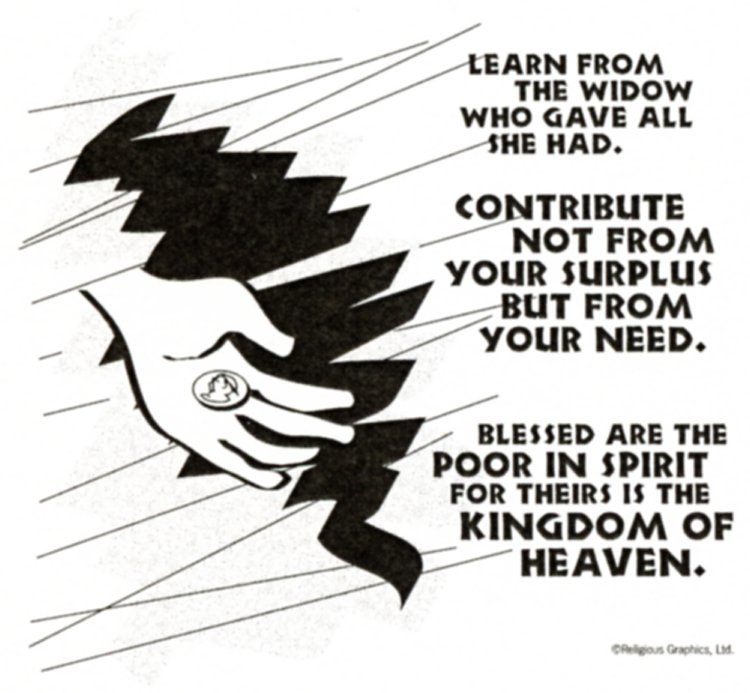 LEARN FROM
THE WIDOW
WHO GAVE ALL
SHE HAD.
CONTRIBUTE
NOT FROM
YOUR SURPLUS
BUT FROM
YOUR NEED.
BLESSED ARE THE
POOR IN SPIRIT
FOR THEIRS IS THE
KINGDOM OF
HEAVEN.
©Religious Graphics, Ltd.